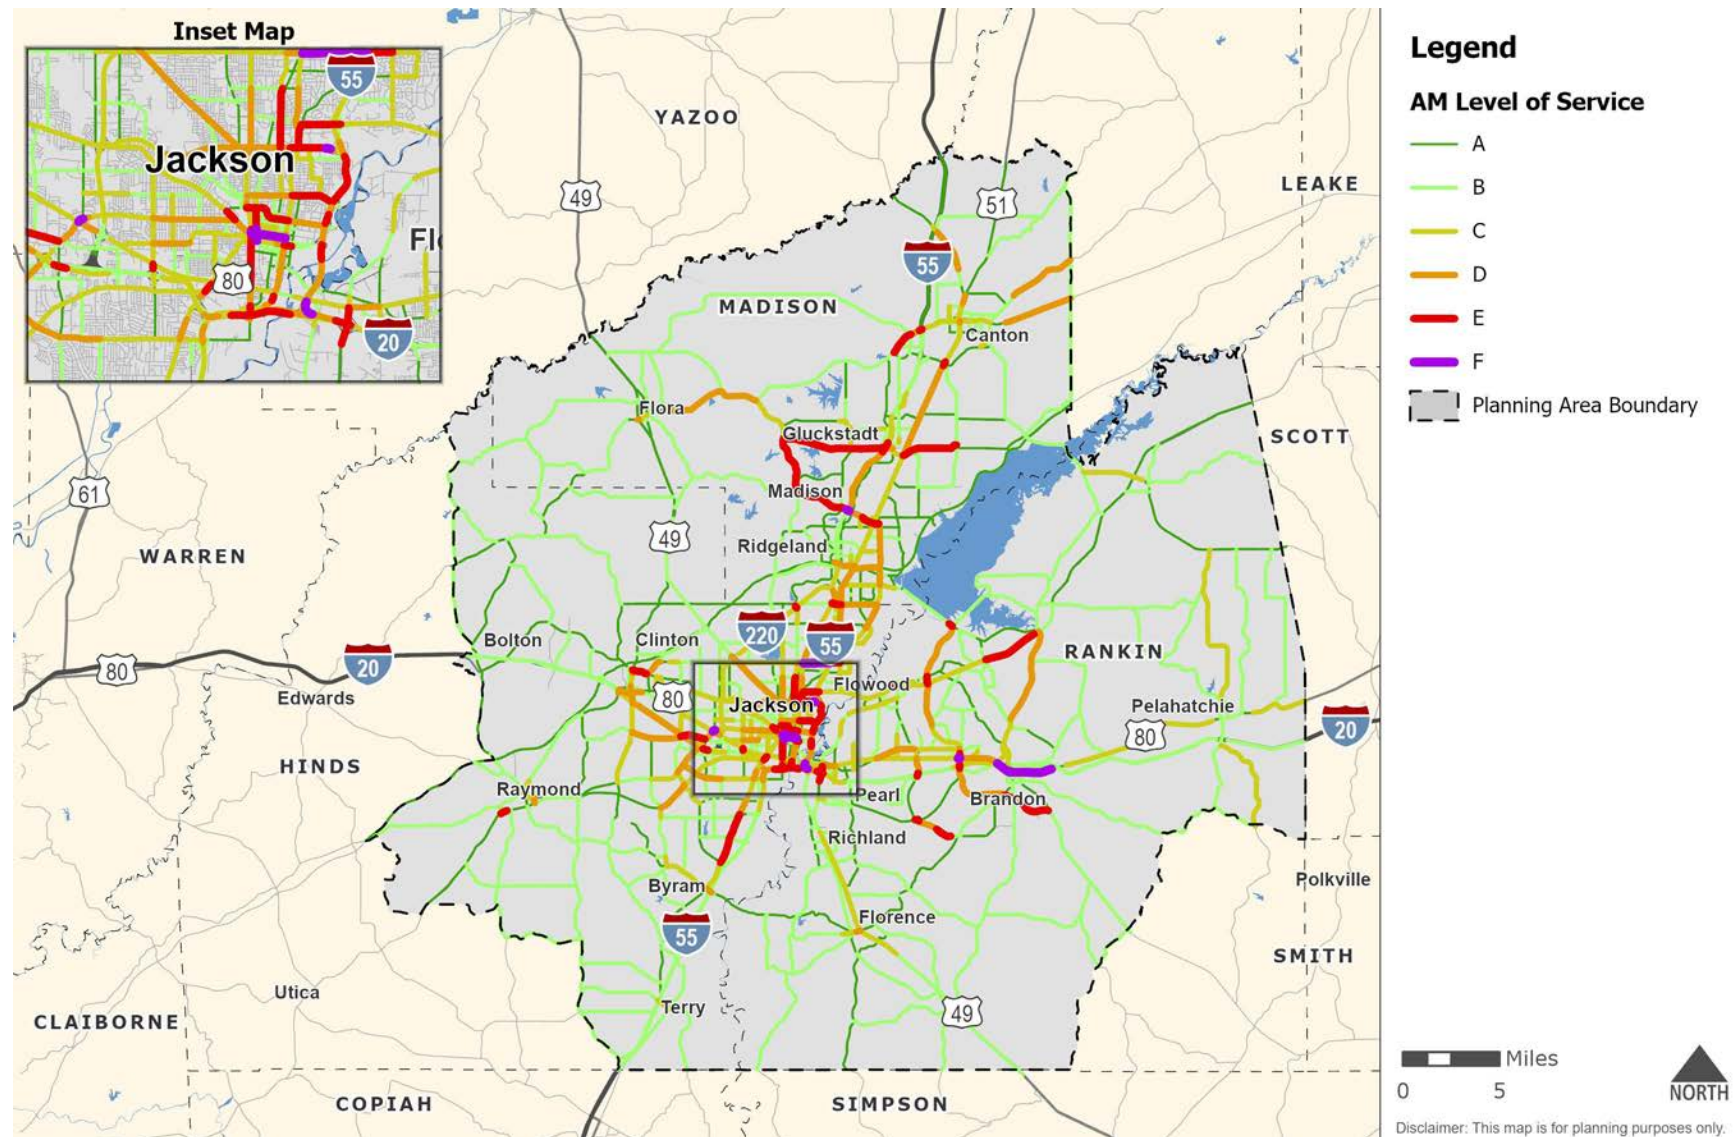 Inset Map
55
Jackson
Fl
80
20
YAZOO
LEAKE
49
51
55
MADISON
Canton
Flora
Gluckstadt
SCOTT
61
Madison
49
Ridgeland
WARREN
220
55
Bolton
Clinton
RANKIN
80
20
Edwards
80
Flowood
Jackson
Pelahatchie
80
20
HINDS
Raymond
Pearl
Brandon
Richland
Byram
Polkville
Florence
55
SMITH
Utica
Terry
49
CLAIBORNE
COPIAH
SIMPSON
Legend
AM Level of Service
A
B
C
D
E
F
Planning Area Boundary
Miles
0 5
NORTH
Disclaimer: This map is for planning purposes only.